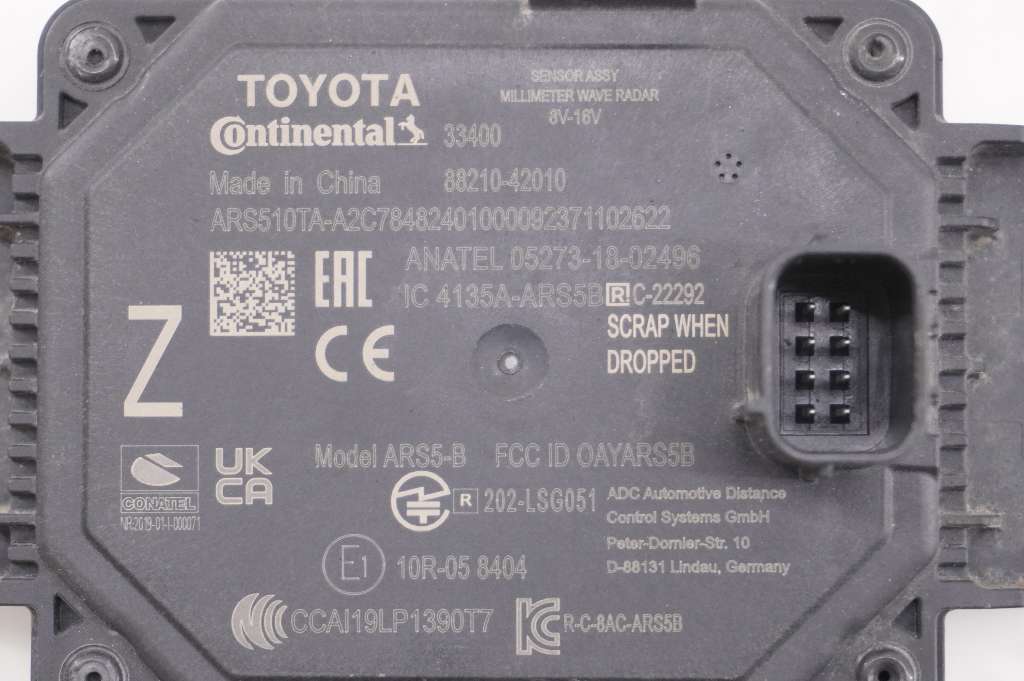 TOYOTA
SENSOR ASSY
MILLIMETER WAVE RADAR
8V-16V
Continental
33400
Made in China
88210-42010
ARS510TA-A2C7848240100009237110​2622
ANATEL 05273-18-02496
EAC
IC 4135A-ARS5B
R C-22292
CE
SCRAP WHEN
DROPPED
Z
Model ARS5-B
FCC ID OAYARS5B
UK
CA
CONATEL
NR:2019-01-I-000071
R 202-LSG051
ADC Automotive Distance
Control Systems GmbH
Peter-Dornier-Str. 10
D-88131 Lindau, Germany
E1
10R-05 8404
CCAI19LP1390T7
KC
R-C-8AC-ARS5B